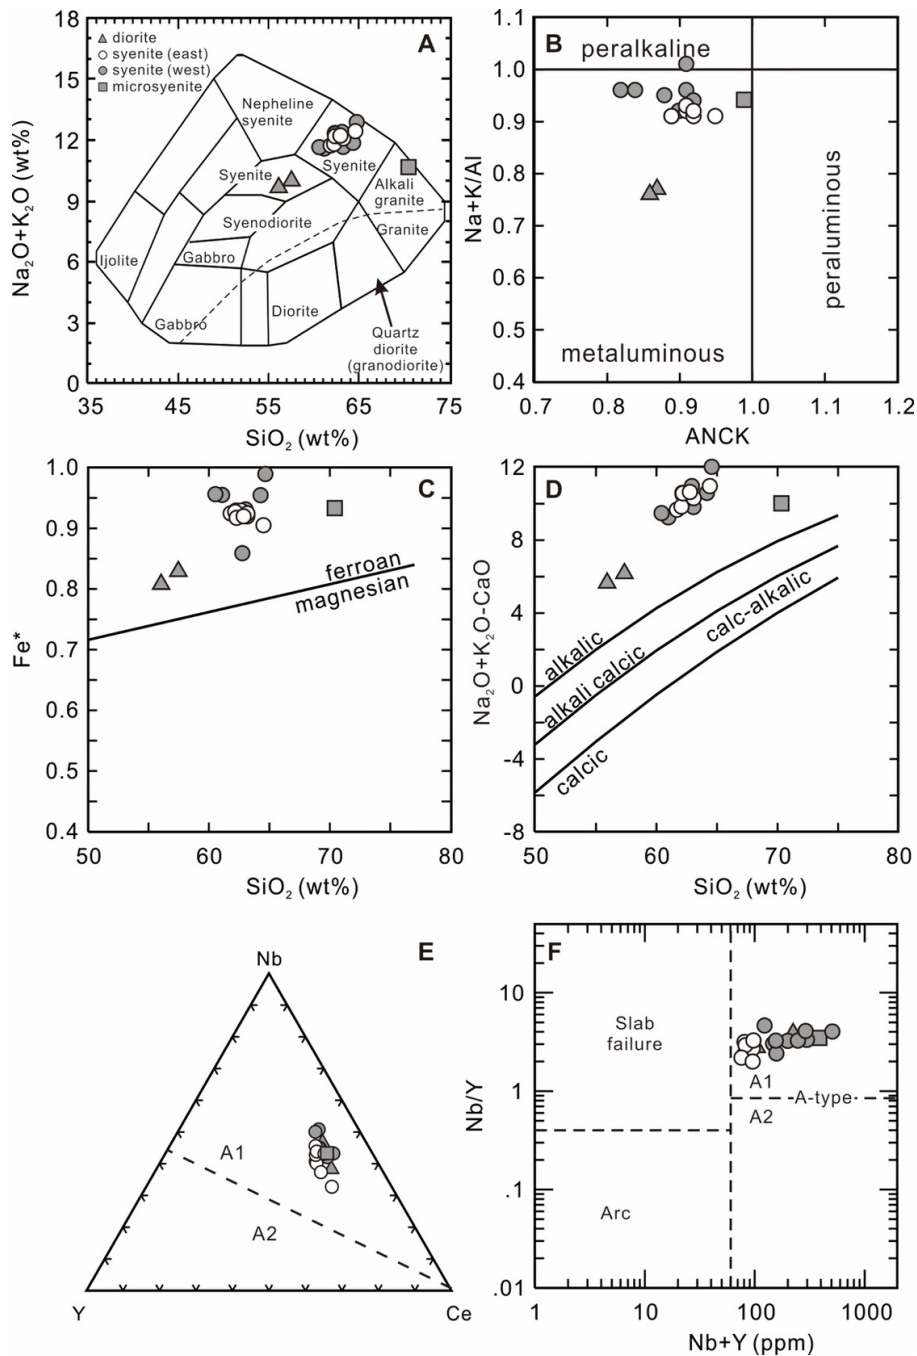 A
18
15
12
9
6
3
0
Na₂O+K₂O (wt%)
diorite
syenite (east)
syenite (west)
microsyenite
Nepheline
syenite
Syenite
Syenite
Alkali
granite
Syenodiorite
Granite
Ijolite
Gabbro
Gabbro
Diorite
Quartz
diorite
(granodiorite)
35
45
55
65
75
SiO₂ (wt%)
B
peralkaline
1.1
1.0
0.9
0.8
0.7
0.6
0.5
0.4
Na+K/Al
metaluminous
peraluminous
0.7
0.8
0.9
1.0
1.1
1.2
ANCK
C
1.0
0.9
0.8
0.7
0.6
0.5
0.4
Fe*
ferroan
magnesian
50
60
70
80
SiO₂ (wt%)
D
12
8
4
0
-4
-8
Na₂O+K₂O-CaO
alkalic
alkali calcic
calc-alkalic
calcic
50
60
70
80
SiO₂ (wt%)
E
Nb
A1
A2
Y
Ce
F
10
1
.1
.01
Nb/Y
Slab
failure
A1
A-type
A2
Arc
1
10
100
1000
Nb+Y (ppm)